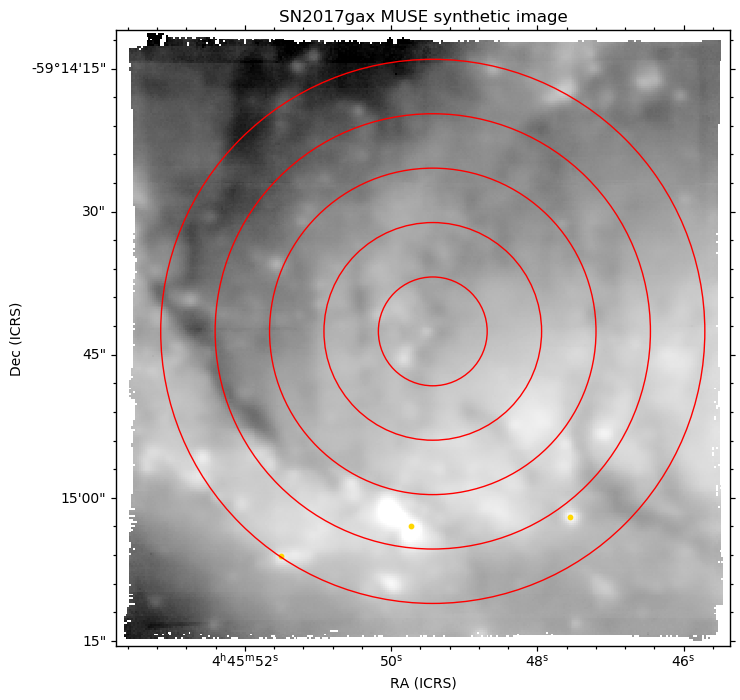 SN2017gax MUSE synthetic image
-59°14'15"
30"
45"
15'00"
15"
Dec (ICRS)
4ʰ45ᵐ52ˢ
50ˢ
48ˢ
46ˢ
RA (ICRS)